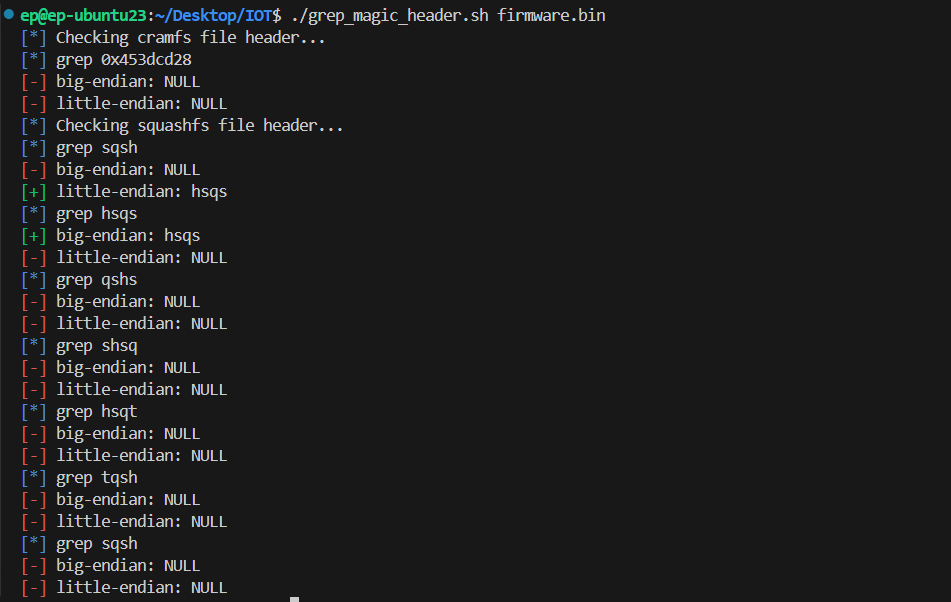 ep@ep-ubuntu23:~/Desktop/IOT$ ./grep_magic_header.sh firmware.bin
[*] Checking cramfs file header...
[*] grep 0x453dcd28
[-] big-endian: NULL
[-] little-endian: NULL
[*] Checking squashfs file header...
[*] grep sqsh
[-] big-endian: NULL
[+] little-endian: hsqs
[*] grep hsqs
[+] big-endian: hsqs
[-] little-endian: NULL
[*] grep qshs
[-] big-endian: NULL
[-] little-endian: NULL
[*] grep shsq
[-] big-endian: NULL
[-] little-endian: NULL
[*] grep hsqt
[-] big-endian: NULL
[-] little-endian: NULL
[*] grep tqsh
[-] big-endian: NULL
[-] little-endian: NULL
[*] grep sqsh
[-] big-endian: NULL
[-] little-endian: NULL